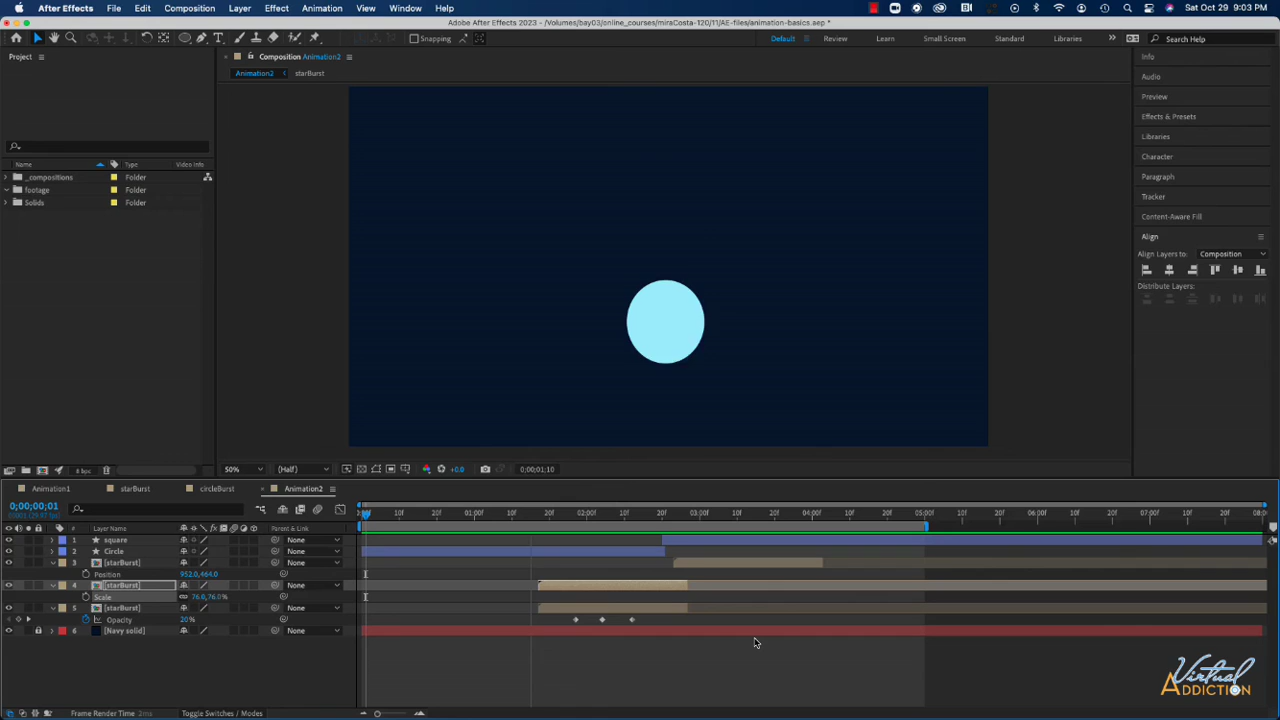 After Effects File Edit Composition Layer Effect Animation View Window Help Sat Oct 29 9:03 PM
Adobe After Effects 2023 - /Volumes/bay03/online_courses/miraCosta-120/11/AE-files/animation-basics.aep *
Snapping Default Review Learn Small Screen Standard Libraries Search Help
Project Composition Animation2 Info
Animation2 starBurst Audio
Preview
Effects & Presets
Libraries
Character
Paragraph
Tracker
Content-Aware Fill
Align
Align Layers to: Composition
Distribute Layers:
Name Type Video Info
_compositions Folder
footage Folder
Solids Folder
8 bpc 50% (Half) +0.0 0;00;01;10
Animation1 starBurst circleBurst Animation2
0;00;00;01
10f 20f 01:00f 10f 20f 02:00f 10f 20f 03:00f 10f 20f 04:00f 10f 20f 05:00f 10f 20f 06:00f 10f 20f 07:00f 10f 20f 08:00
# Layer Name Parent & Link
1 square None
2 Circle None
3 [starBurst] None
Position 952.0,464.0
4 [starBurst] None
Scale 76.0,76.0%
5 [starBurst] None
Opacity 20%
6 [Navy solid] None
Frame Render Time 2ms Toggle Switches / Modes
Virtual
ADDICTION